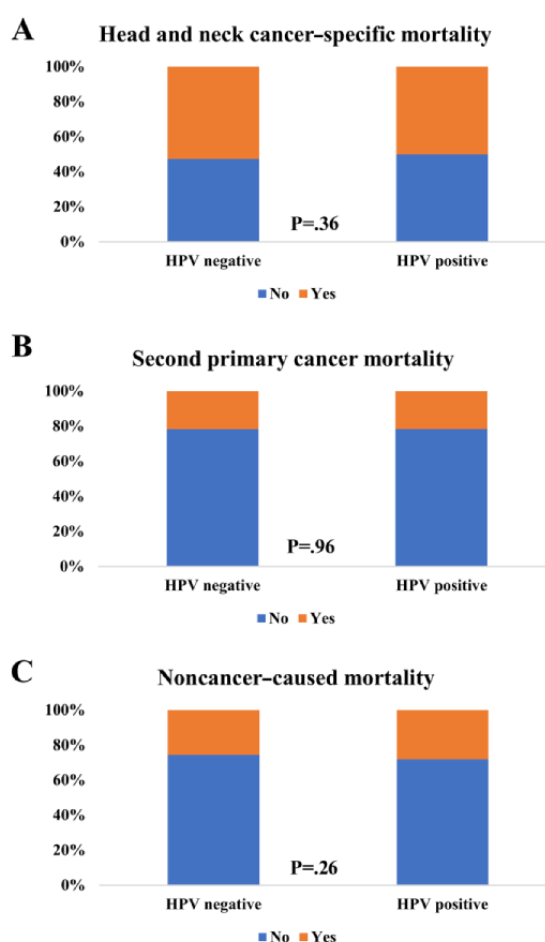 A
Head and neck cancer–specific mortality
100%
80%
60%
40%
20%
0%
P=.36
HPV negative
HPV positive
No Yes
B
Second primary cancer mortality
100%
80%
60%
40%
20%
0%
P=.96
HPV negative
HPV positive
No Yes
C
Noncancer–caused mortality
100%
80%
60%
40%
20%
0%
P=.26
HPV negative
HPV positive
No Yes